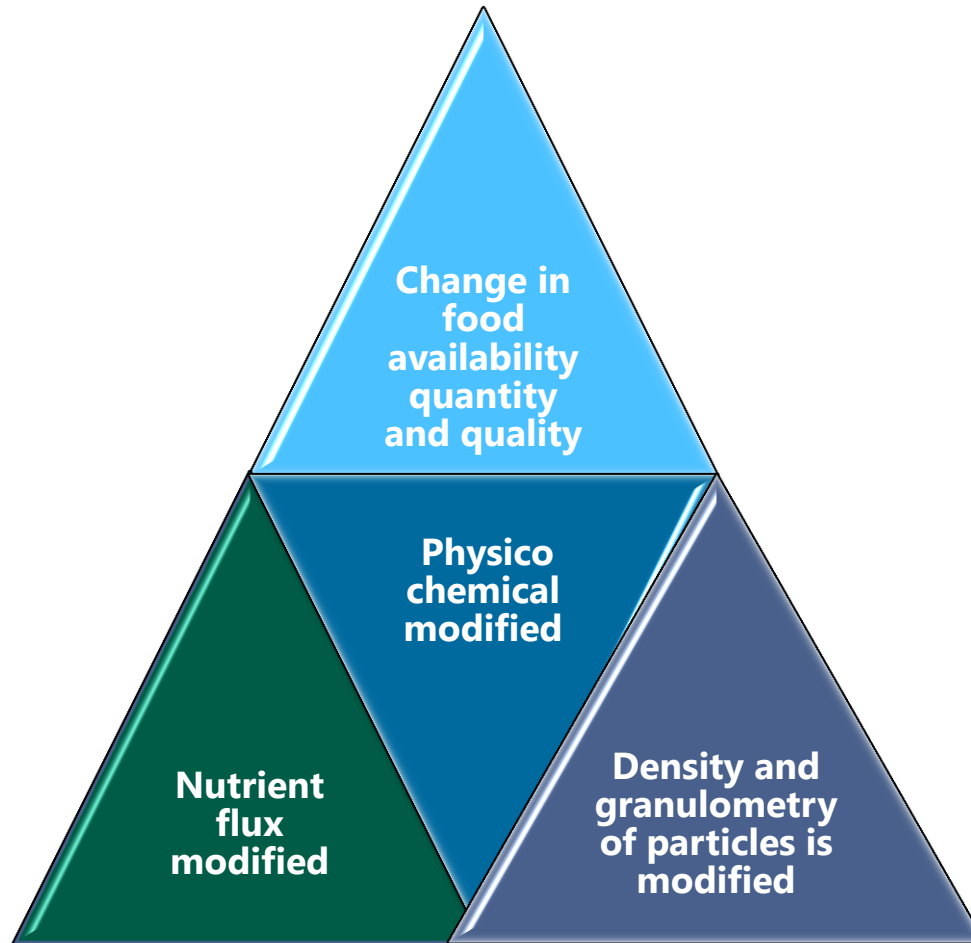 Change in
food
availability
quantity
and quality
Physico
chemical
modified
Nutrient
flux
modified
Density and
granulometry
of particles is
modified